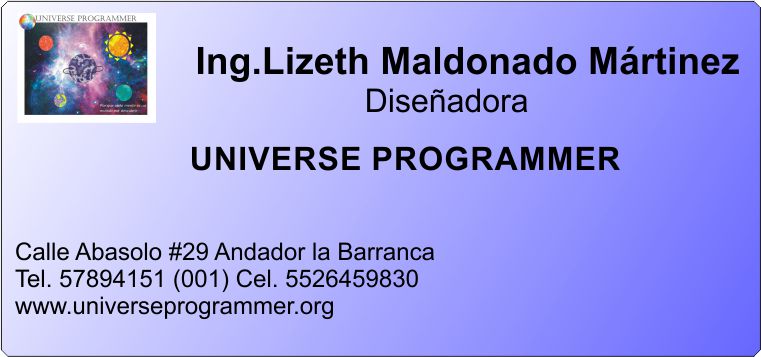 UNIVERSE PROGRAMMER
Ing.Lizeth Maldonado Mártinez
Diseñadora
UNIVERSE PROGRAMMER
Calle Abasolo #29 Andador la Barranca
Tel. 57894151 (001) Cel. 5526459830
www.universeprogrammer.org